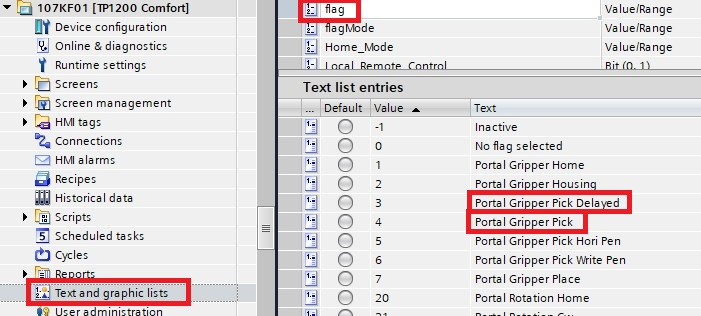 107KF01 [TP1200 Comfort]
Device configuration
Online & diagnostics
Runtime settings
Screens
Screen management
HMI tags
Connections
HMI alarms
Recipes
Historical data
Scripts
Scheduled tasks
Cycles
Reports
Text and graphic lists
User administration
flag Value/Range
flagMode Value/Range
Home_Mode Value/Range
Local_Remote_Control Bit (0, 1)
Text list entries
... Default Value Text
-1 Inactive
0 No flag selected
1 Portal Gripper Home
2 Portal Gripper Housing
3 Portal Gripper Pick Delayed
4 Portal Gripper Pick
5 Portal Gripper Pick Hori Pen
6 Portal Gripper Pick Write Pen
7 Portal Gripper Place
20 Portal Rotation Home
21 Portal Rotation Cw